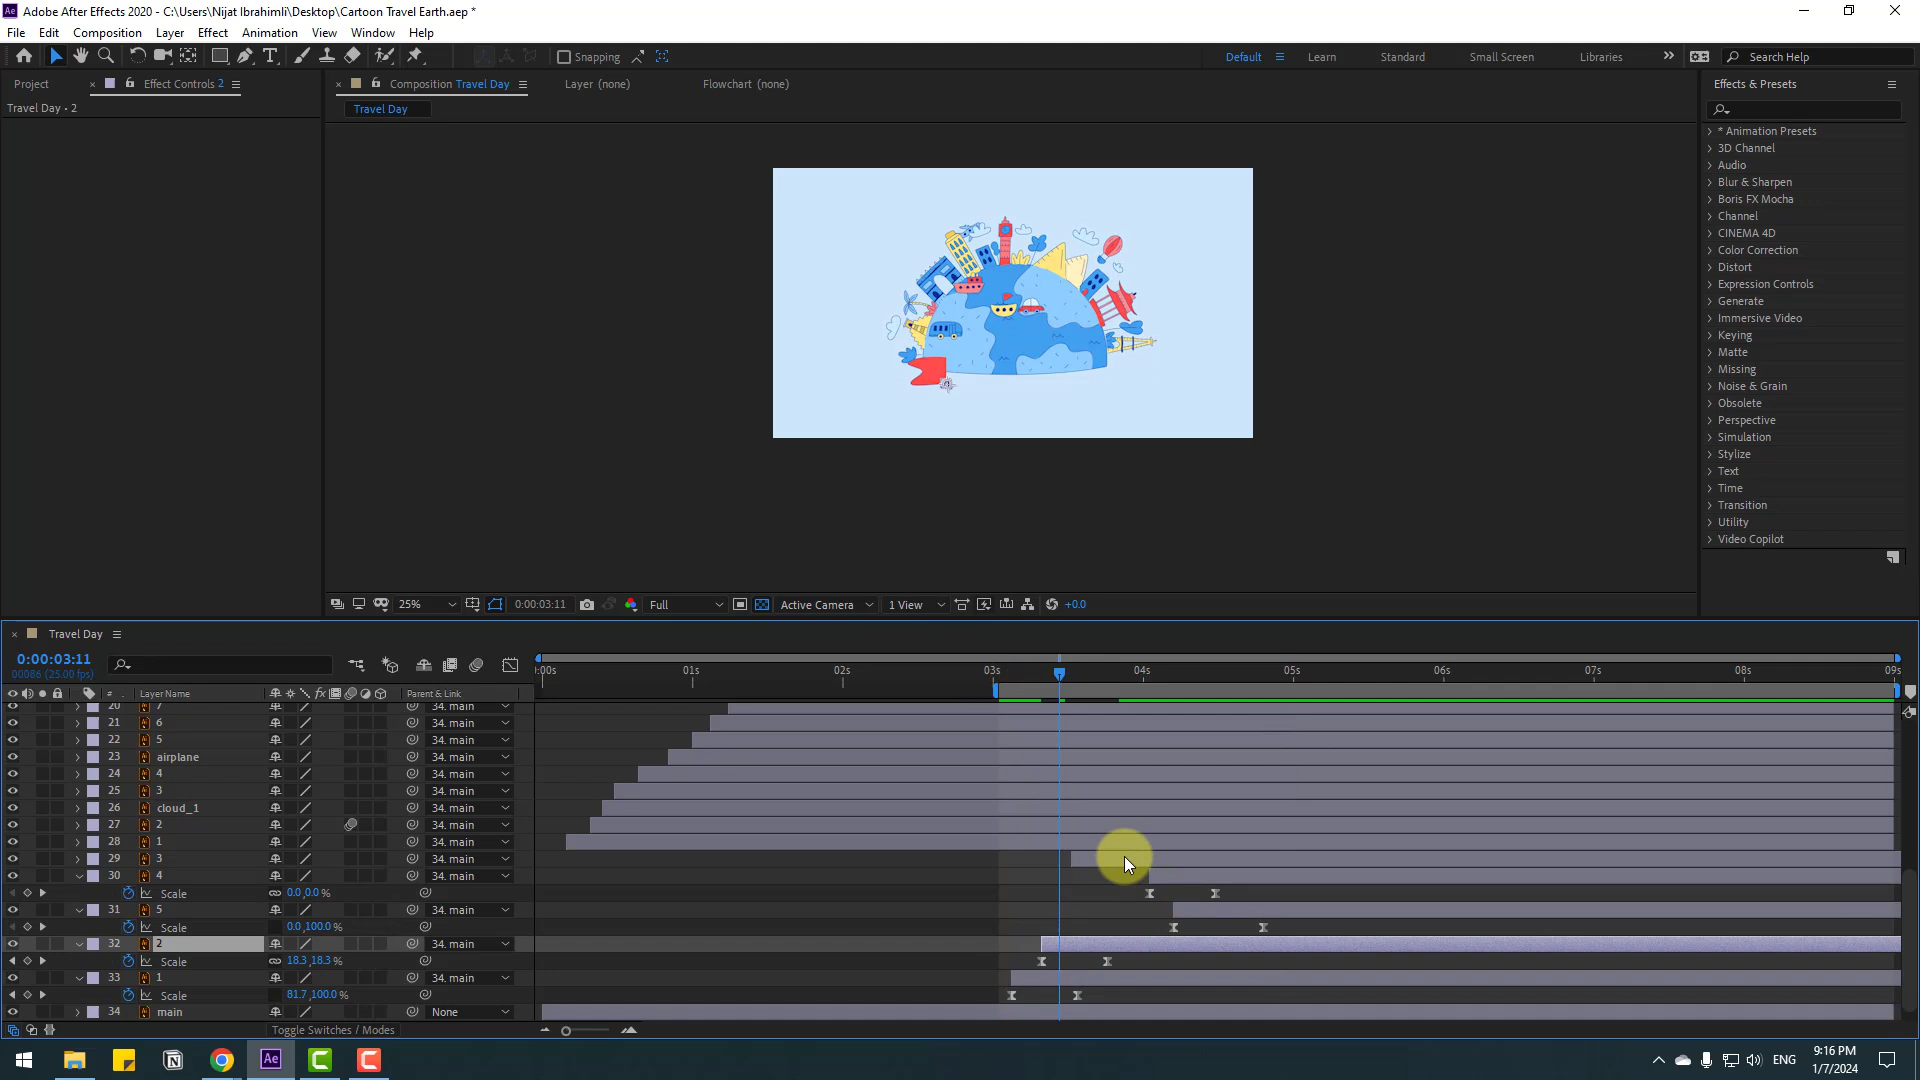 Adobe After Effects 2020 - C:\Users\Nijat Ibrahimli\Desktop\Cartoon Travel Earth.aep *
File Edit Composition Layer Effect Animation View Window Help
Snapping Default Learn Standard Small Screen Libraries Search Help
Project Effect Controls 2 Composition Travel Day Layer (none) Flowchart (none) Effects & Presets
Travel Day • 2
Travel Day
* Animation Presets
3D Channel
Audio
Blur & Sharpen
Boris FX Mocha
Channel
CINEMA 4D
Color Correction
Distort
Expression Controls
Generate
Immersive Video
Keying
Matte
Missing
Noise & Grain
Obsolete
Perspective
Simulation
Stylize
Text
Time
Transition
Utility
Video Copilot
25% 0:00:03:11 Full Active Camera 1 View +0.0
Travel Day
0:00:03:11
00086 (25.00 fps)
:00s 01s 02s 03s 04s 05s 06s 07s 08s 09s
# Layer Name Parent & Link
20 7 34. main
21 6 34. main
22 5 34. main
23 airplane 34. main
24 4 34. main
25 3 34. main
26 cloud_1 34. main
27 2 34. main
28 1 34. main
29 3 34. main
30 4 34. main
Scale 0.0,0.0 %
31 5 34. main
Scale 0.0,100.0 %
32 2 34. main
Scale 18.3,18.3 %
33 1 34. main
Scale 81.7,100.0 %
34 main None
Toggle Switches / Modes
ENG 9:16 PM
1/7/2024